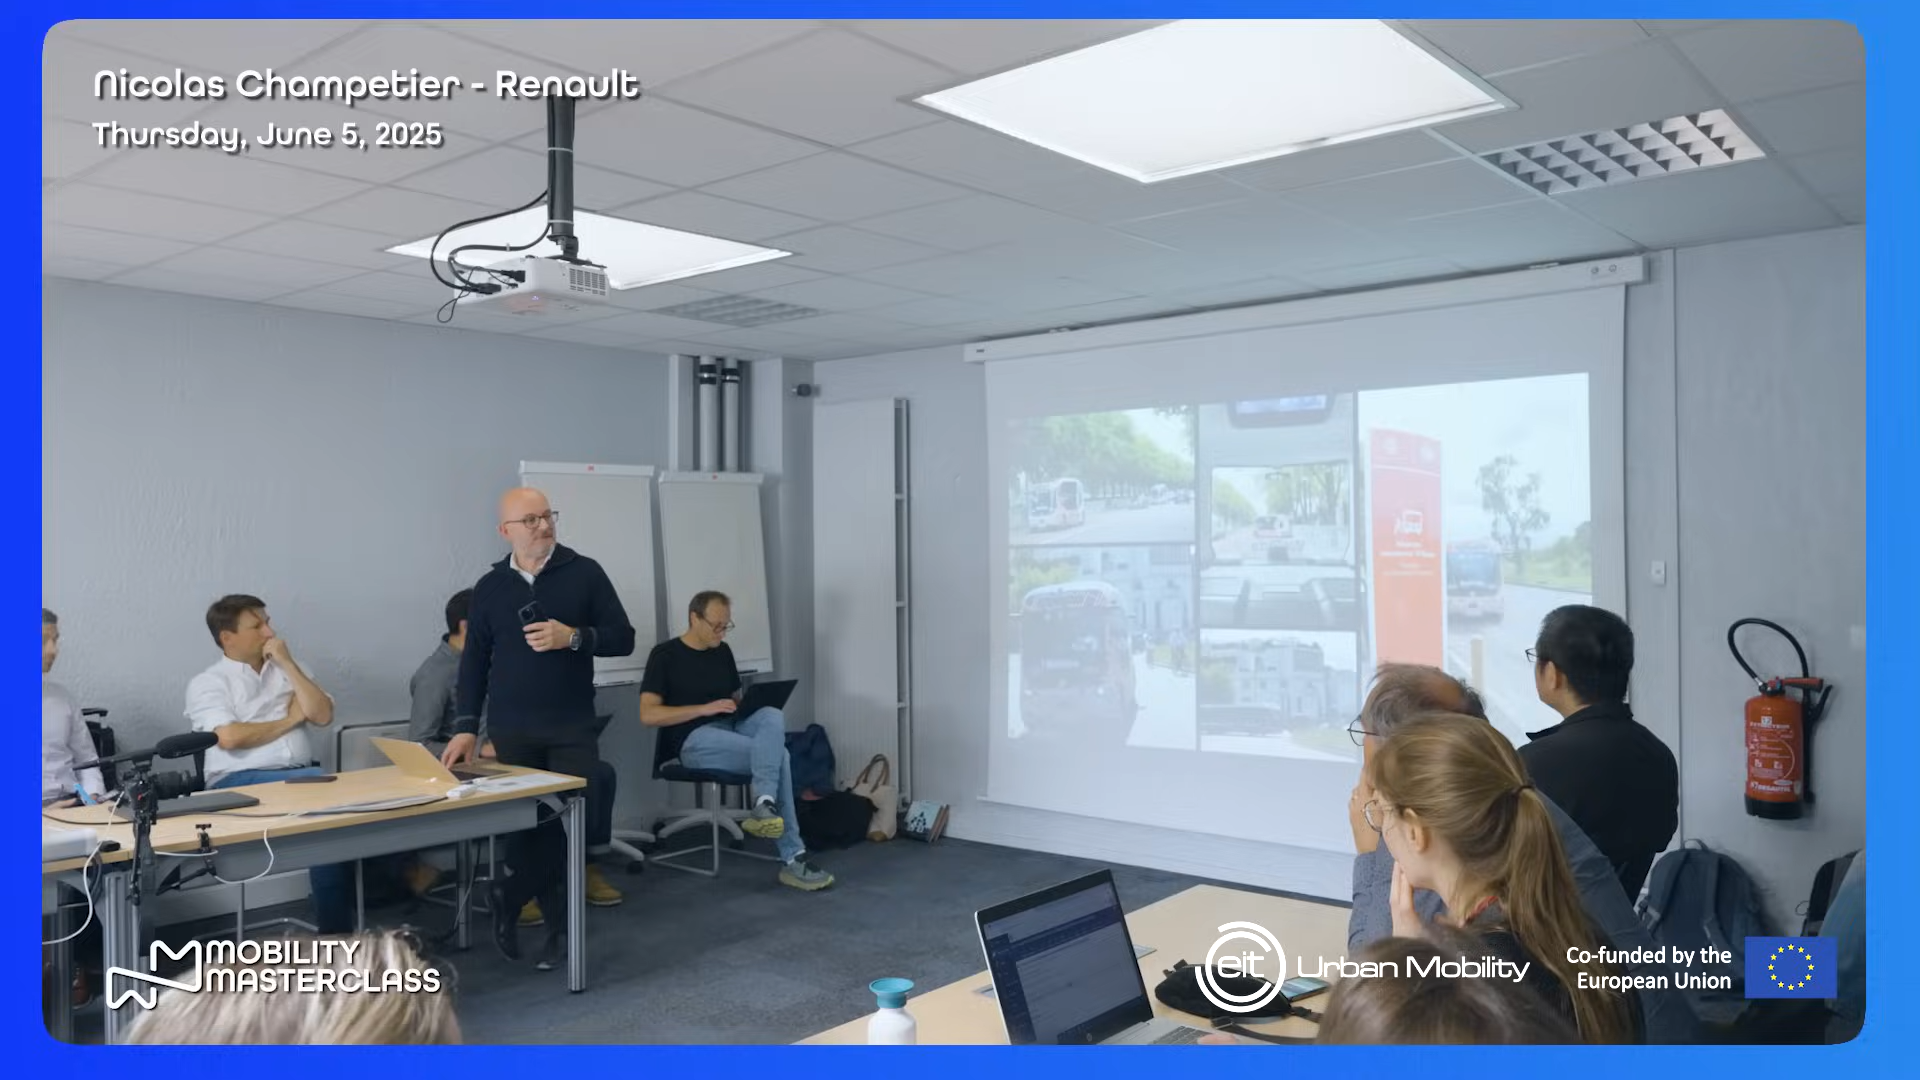 Nicolas Champetier - Renault
Thursday, June 5, 2025
MOBILITY
MASTERCLASS
eit Urban Mobility
Co-funded by the
European Union